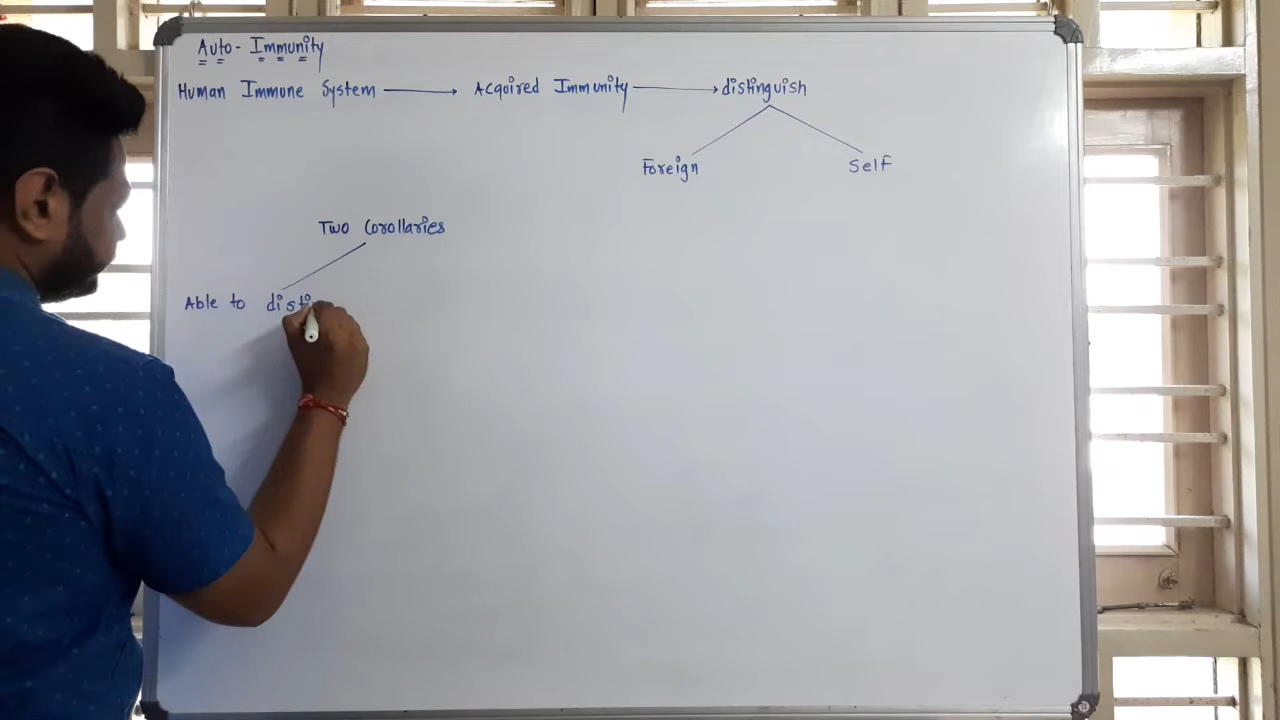 Auto-Immunity
Human Immune System → Acquired Immunity → distinguish
Foreign Self
Two Corollaries
Able to